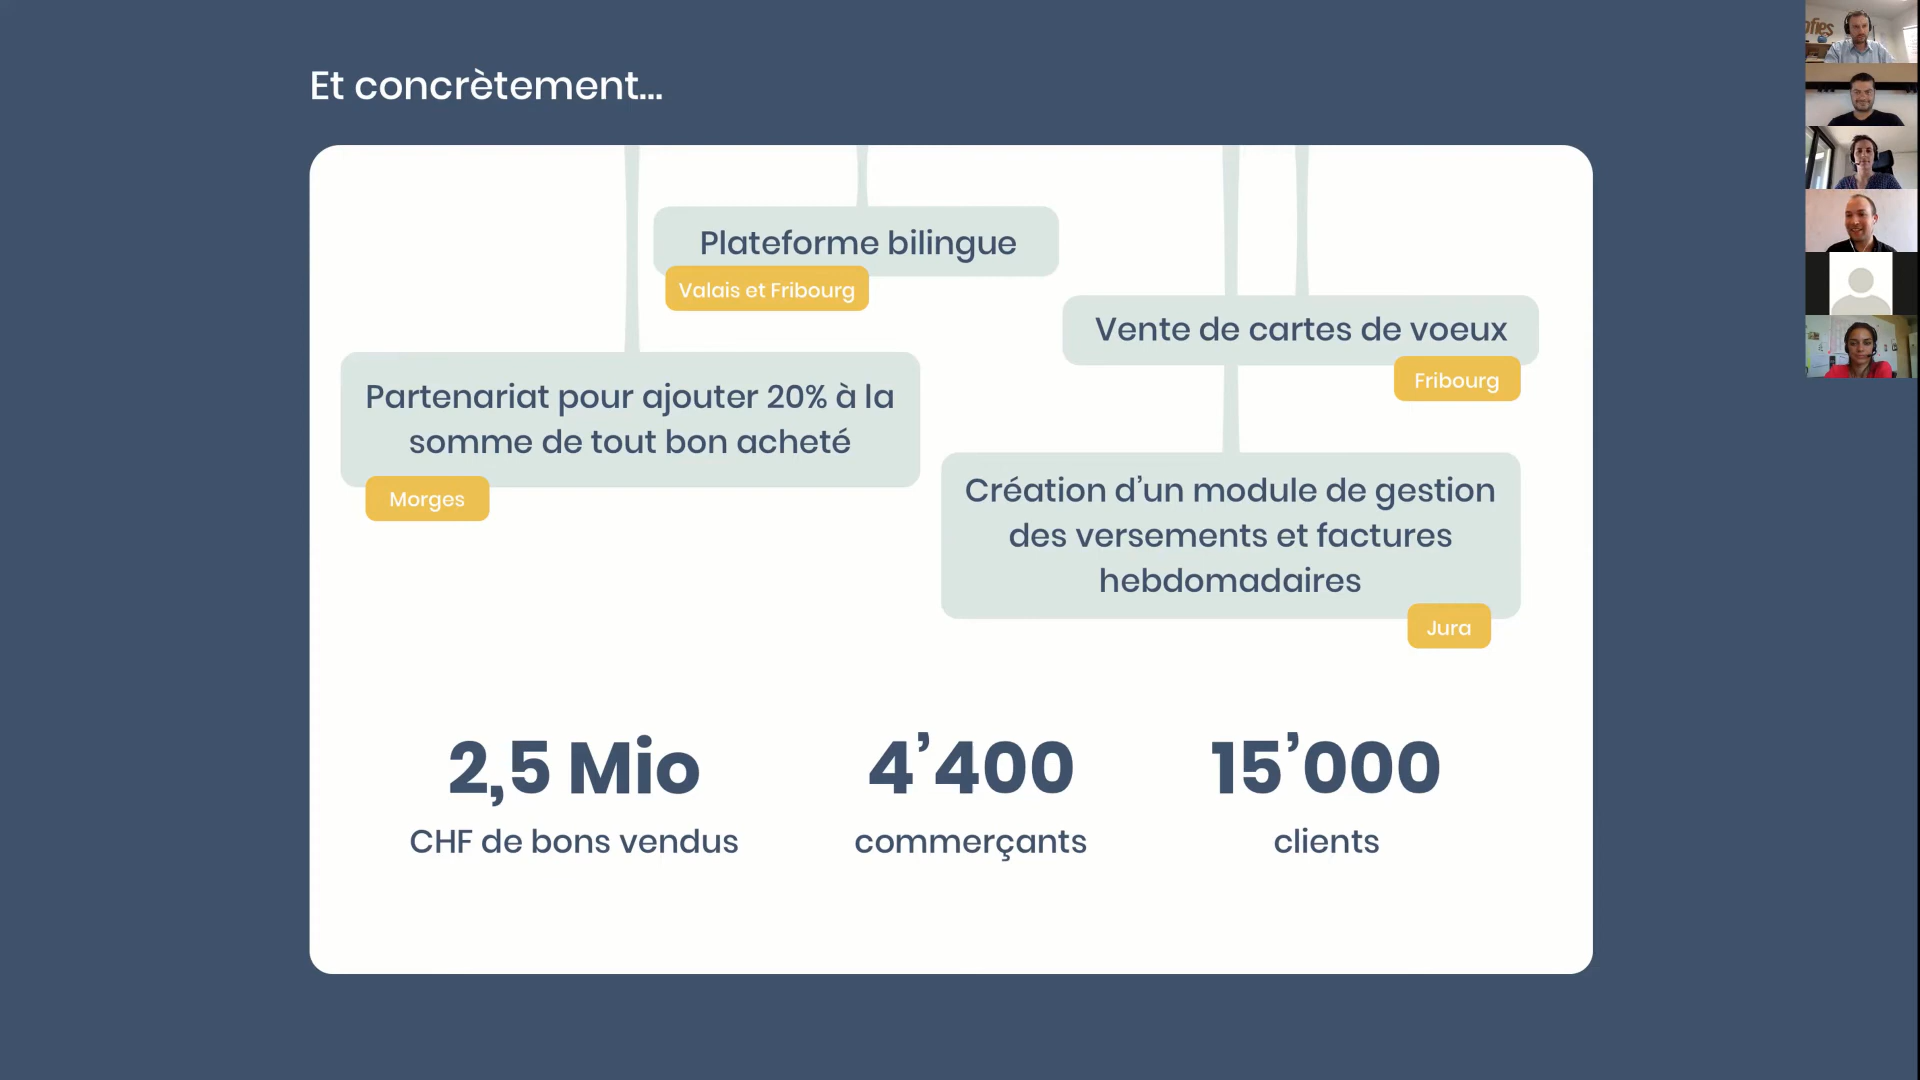 Et concrètement...
Plateforme bilingue
Valais et Fribourg
Vente de cartes de voeux
Fribourg
Partenariat pour ajouter 20% à la
somme de tout bon acheté
Morges
Création d’un module de gestion
des versements et factures
hebdomadaires
Jura
2,5 Mio
CHF de bons vendus
4’400
commerçants
15’000
clients